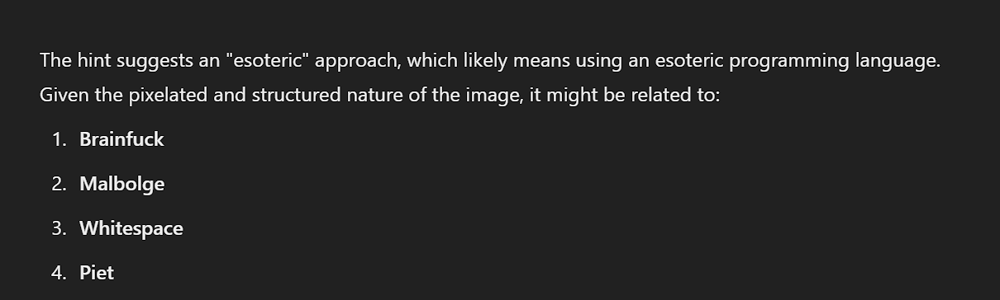 The hint suggests an "esoteric" approach, which likely means using an esoteric programming language.
Given the pixelated and structured nature of the image, it might be related to:
1. Brainfuck
2. Malbolge
3. Whitespace
4. Piet